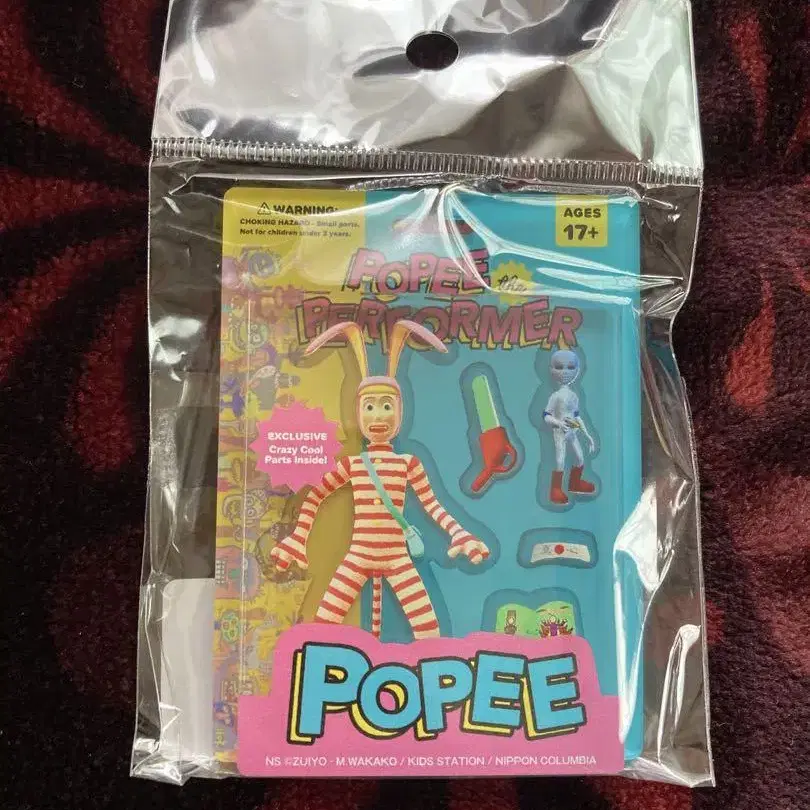 ⚠ WARNING:
CHOKING HAZARD - Small parts.
Not for children under 3 years.
AGES
17+
POPEE the
PERFORMER
EXCLUSIVE
Crazy Cool
Parts Inside!
POPEE
NS ©ZUIYO - M.WAKAKO / KIDS STATION / NIPPON COLUMBIA